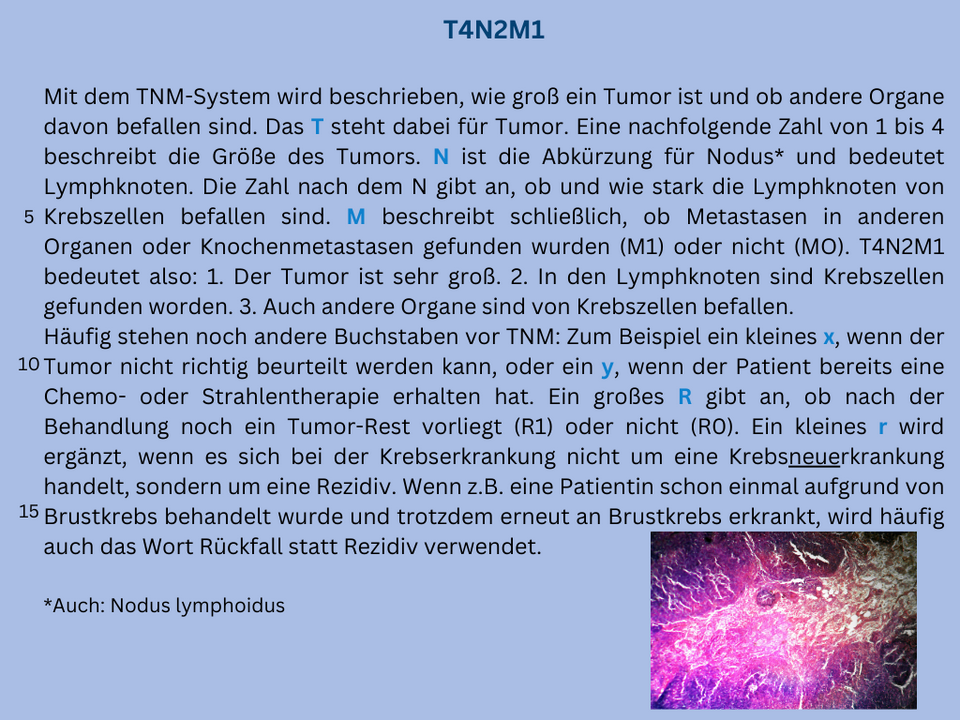 T4N2M1
Mit dem TNM-System wird beschrieben, wie groß ein Tumor ist und ob andere Organe
davon befallen sind. Das T steht dabei für Tumor. Eine nachfolgende Zahl von 1 bis 4
beschreibt die Größe des Tumors. N ist die Abkürzung für Nodus* und bedeutet
Lymphknoten. Die Zahl nach dem N gibt an, ob und wie stark die Lymphknoten von
5 Krebszellen befallen sind. M beschreibt schließlich, ob Metastasen in anderen
Organen oder Knochenmetastasen gefunden wurden (M1) oder nicht (MO). T4N2M1
bedeutet also: 1. Der Tumor ist sehr groß. 2. In den Lymphknoten sind Krebszellen
gefunden worden. 3. Auch andere Organe sind von Krebszellen befallen.
Häufig stehen noch andere Buchstaben vor TNM: Zum Beispiel ein kleines x, wenn der
10 Tumor nicht richtig beurteilt werden kann, oder ein y, wenn der Patient bereits eine
Chemo- oder Strahlentherapie erhalten hat. Ein großes R gibt an, ob nach der
Behandlung noch ein Tumor-Rest vorliegt (R1) oder nicht (R0). Ein kleines r wird
ergänzt, wenn es sich bei der Krebserkrankung nicht um eine Krebsneuerkrankung
handelt, sondern um eine Rezidiv. Wenn z.B. eine Patientin schon einmal aufgrund von
15 Brustkrebs behandelt wurde und trotzdem erneut an Brustkrebs erkrankt, wird häufig
auch das Wort Rückfall statt Rezidiv verwendet.
*Auch: Nodus lymphoidus